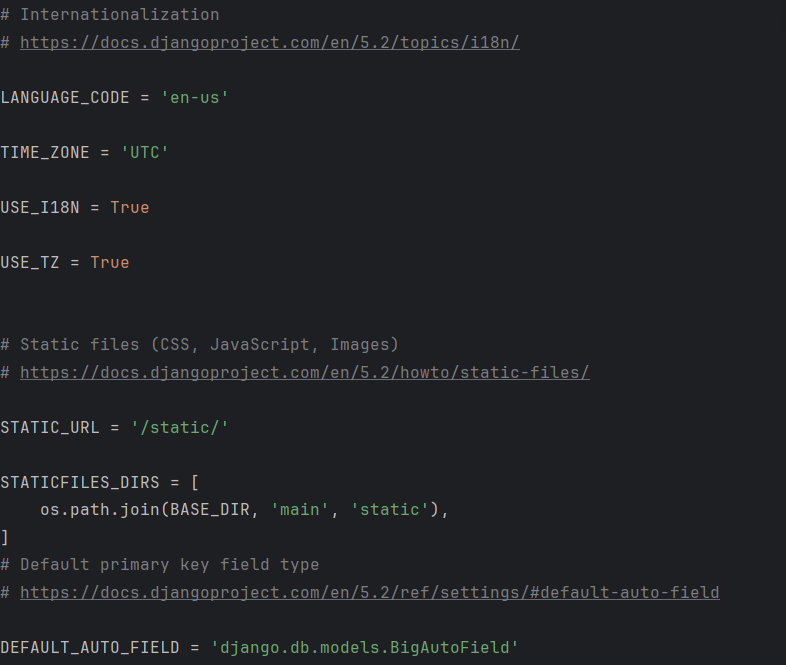 # Internationalization
# https://docs.djangoproject.com/en/5.2/topics/i18n/
LANGUAGE_CODE = 'en-us'
TIME_ZONE = 'UTC'
USE_I18N = True
USE_TZ = True
# Static files (CSS, JavaScript, Images)
# https://docs.djangoproject.com/en/5.2/howto/static-files/
STATIC_URL = '/static/'
STATICFILES_DIRS = [
    os.path.join(BASE_DIR, 'main', 'static'),
]
# Default primary key field type
# https://docs.djangoproject.com/en/5.2/ref/settings/#default-auto-field
DEFAULT_AUTO_FIELD = 'django.db.models.BigAutoField'